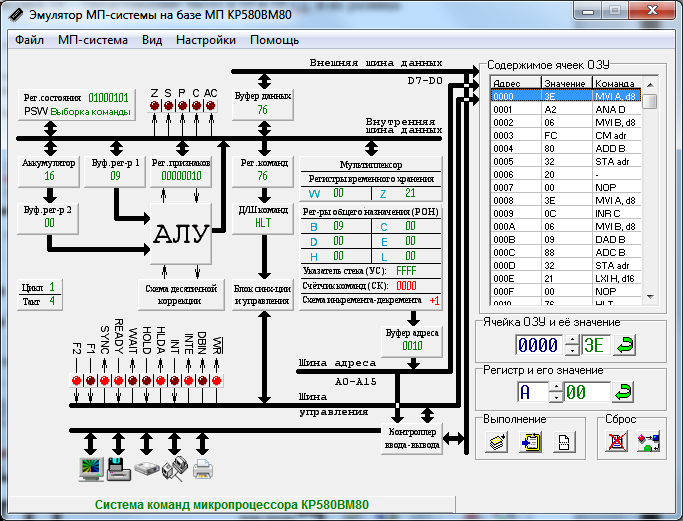 Эмулятор МП-системы на базе МП КР580ВМ80
Файл МП-система Вид Настройки Помощь
Внешняя шина данных
D7-D0
Z S P C AC
Рег.состояния 01000101
PSW Выборка команды
Буфер данных
76
Внутренняя
шина данных
Аккумулятор
16
Буф.рег-р 1
09
Рег.признаков
00000010
Рег.команд
76
Мультиплексор
Регистры временного хранения
W 00 Z 21
Буф.рег-р 2
00
АЛУ
Д/Ш команд
HLT
Рег-ры общего назначения (РОН)
B 09 C 00
D 00 E 00
H 00 L 00
Указатель стека (УС): FFFF
Счётчик команд (СК): 0000
Схема инкремента-декремента +1
Цикл 1
Такт 4
Схема десятичной
коррекции
Блок синх-ции
и управления
Буфер адреса
0010
F2 F1 SYNC READY WAIT HOLD HLDA INT INTE DBIN WR
Шина адреса
A0-A15
Шина
управления
Контроллер
ввода-вывода
Содержимое ячеек ОЗУ
Адрес Значение Команда
0000 3E MVI A, d8
0001 A2 ANA D
0002 06 MVI B, d8
0003 FC CM adr
0004 80 ADD B
0005 32 STA adr
0006 20 -
0007 00 NOP
0008 3E MVI A, d8
0009 0C INR C
000A 06 MVI B, d8
000B 09 DAD B
000C 88 ADC B
000D 32 STA adr
000E 21 LXI H, d16
000F 00 NOP
0010 76 HLT
Ячейка ОЗУ и её значение
0000 3E
Регистр и его значение
A 00
Выполнение
Сброс
Система команд микропроцессора КР580ВМ80